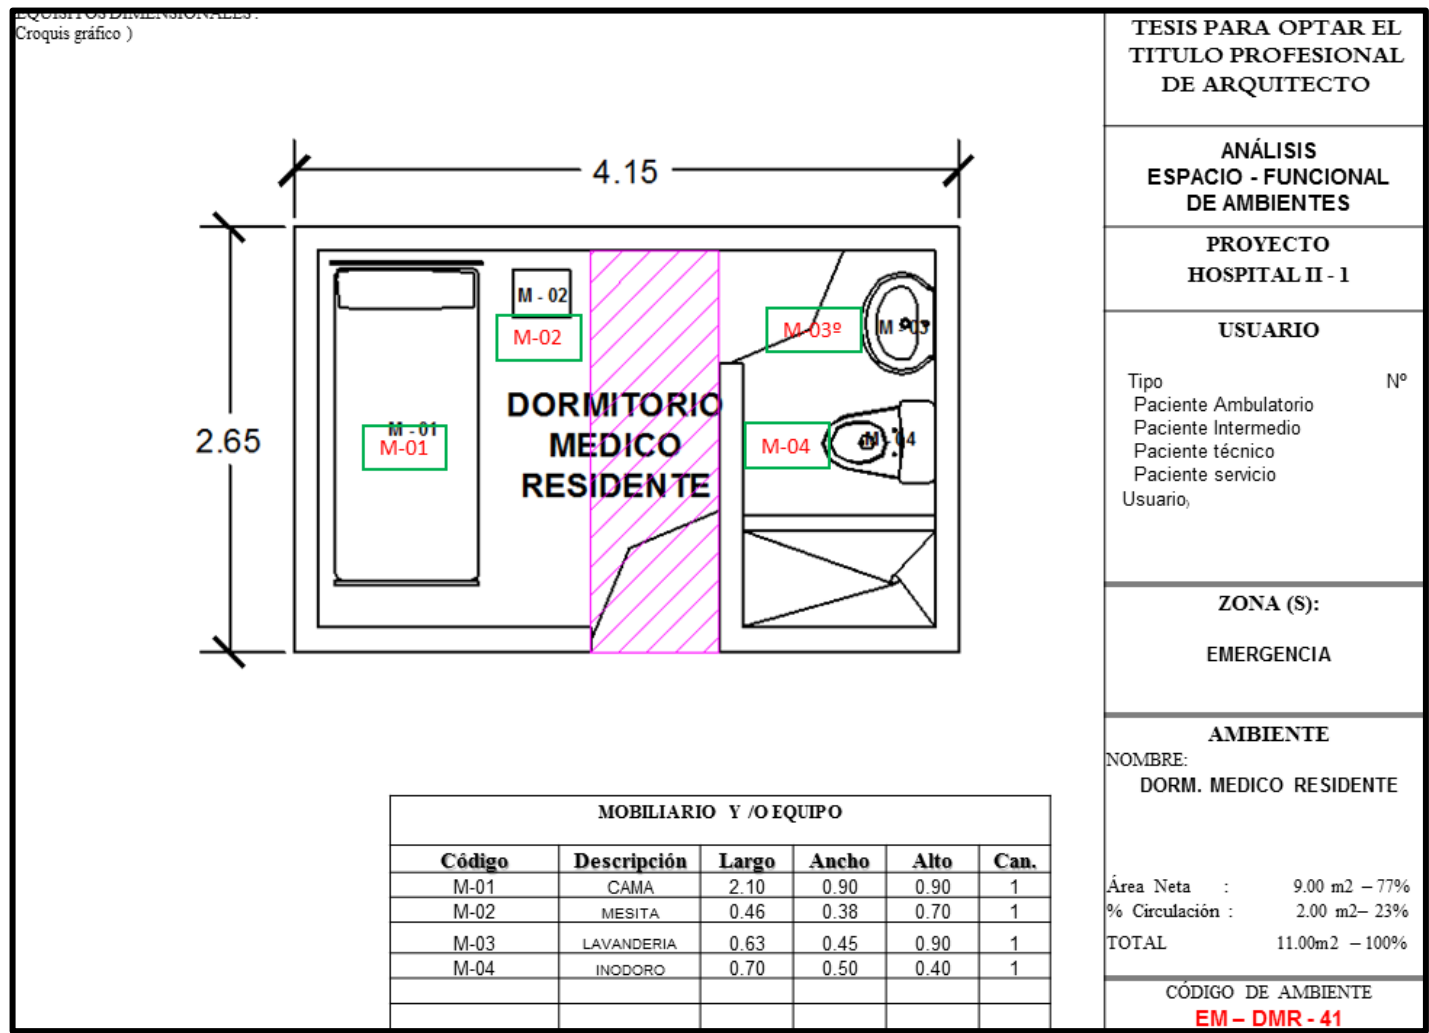 EQUISITOS DIMENSIONALES :
Croquis gráfico )
4.15
2.65
M - 02
M-02
M-03º
M - 03
M - 01
M-01
M-04
M - 04
DORMITORIO
MEDICO
RESIDENTE
MOBILIARIO Y /O EQUIPO
Código Descripción Largo Ancho Alto Can.
M-01 CAMA 2.10 0.90 0.90 1
M-02 MESITA 0.46 0.38 0.70 1
M-03 LAVANDERIA 0.63 0.45 0.90 1
M-04 INODORO 0.70 0.50 0.40 1
TESIS PARA OPTAR EL
TITULO PROFESIONAL
DE ARQUITECTO
ANÁLISIS
ESPACIO - FUNCIONAL
DE AMBIENTES
PROYECTO
HOSPITAL II - 1
USUARIO
Tipo Nº
Paciente Ambulatorio
Paciente Intermedio
Paciente técnico
Paciente servicio
Usuario,
ZONA (S):
EMERGENCIA
AMBIENTE
NOMBRE:
DORM. MEDICO RESIDENTE
Área Neta : 9.00 m2 – 77%
% Circulación : 2.00 m2– 23%
TOTAL 11.00m2 – 100%
CÓDIGO DE AMBIENTE
EM – DMR - 41